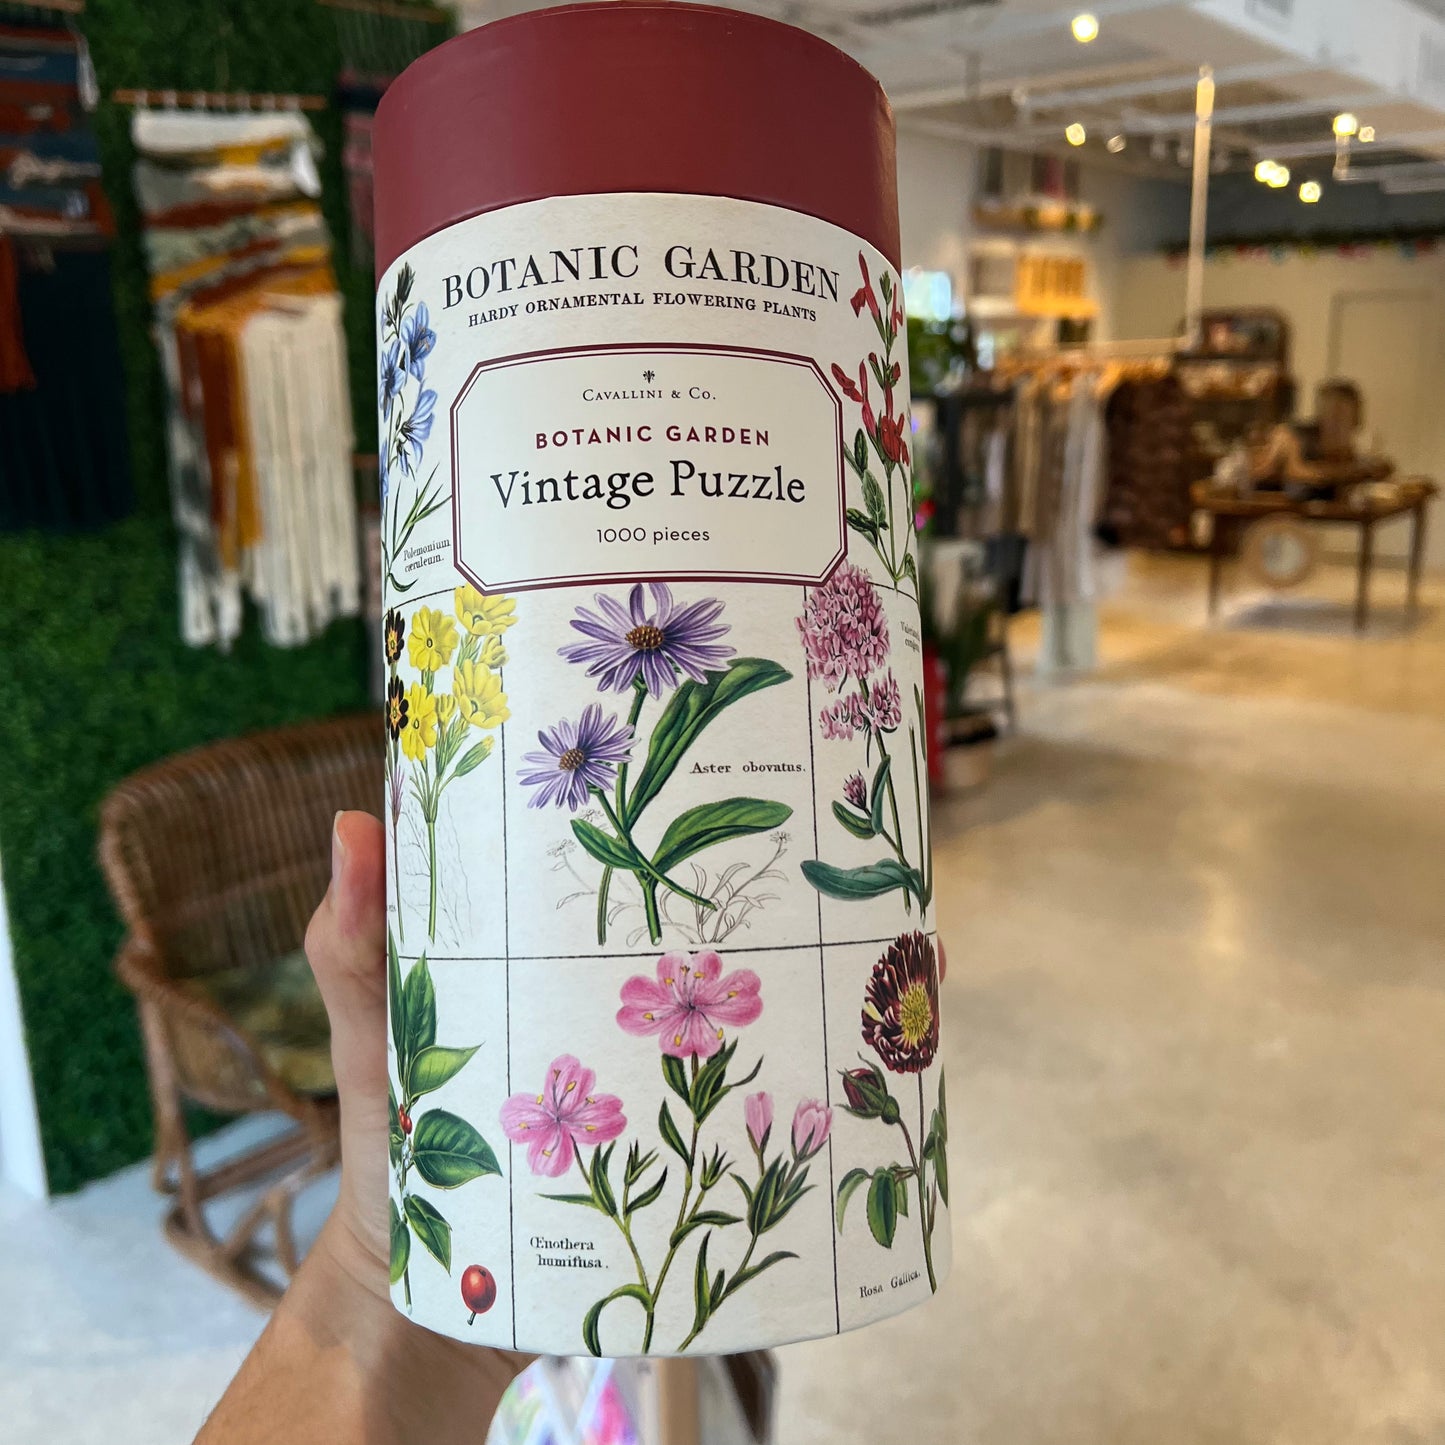 BOTANIC GARDEN
HARDY ORNAMENTAL FLOWERING PLANTS
CAVALLINI & CO.
BOTANIC GARDEN
Vintage Puzzle
1000 pieces
Polemonium
cœruleum.
Aster obovatus.
Œnothera
humifusa.
Rosa Gallica.